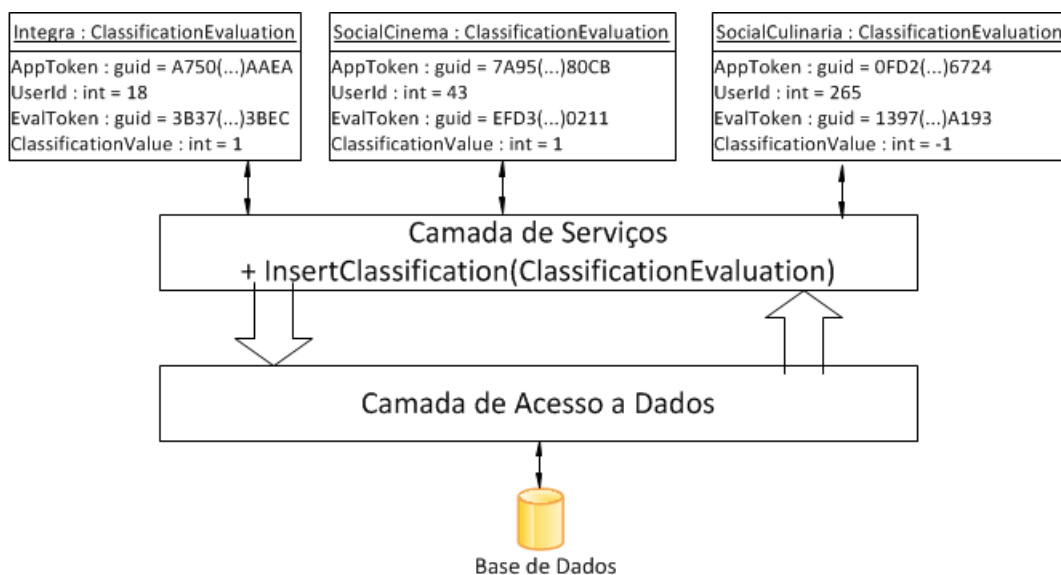 Integra : ClassificationEvaluation
AppToken : guid = A750(...)AAEA
UserId : int = 18
EvalToken : guid = 3B37(...)3BEC
ClassificationValue : int = 1
SocialCinema : ClassificationEvaluation
AppToken : guid = 7A95(...)80CB
UserId : int = 43
EvalToken : guid = EFD3(...)0211
ClassificationValue : int = 1
SocialCulinaria : ClassificationEvaluation
AppToken : guid = 0FD2(...)6724
UserId : int = 265
EvalToken : guid = 1397(...)A193
ClassificationValue : int = -1
Camada de Serviços
+ InsertClassification(ClassificationEvaluation)
Camada de Acesso a Dados
Base de Dados